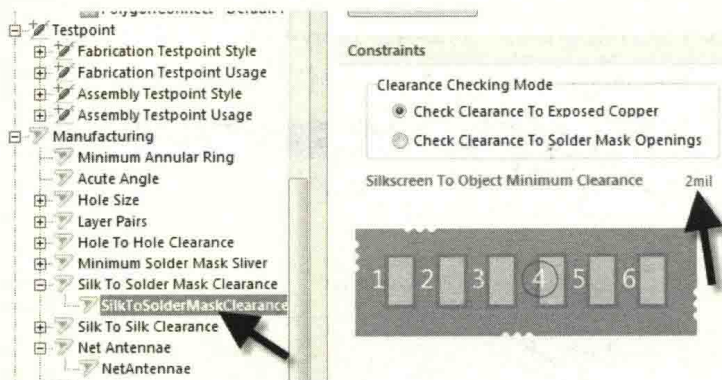 PolygonConnect - Default
Testpoint
Fabrication Testpoint Style
Fabrication Testpoint Usage
Assembly Testpoint Style
Assembly Testpoint Usage
Manufacturing
Minimum Annular Ring
Acute Angle
Hole Size
Layer Pairs
Hole To Hole Clearance
Minimum Solder Mask Sliver
Silk To Solder Mask Clearance
SilkToSolderMaskClearance
Silk To Silk Clearance
Net Antennae
NetAntennae
Constraints
Clearance Checking Mode
Check Clearance To Exposed Copper
Check Clearance To Solder Mask Openings
Silkscreen To Object Minimum Clearance 2mil
1 2 3 4 5 6